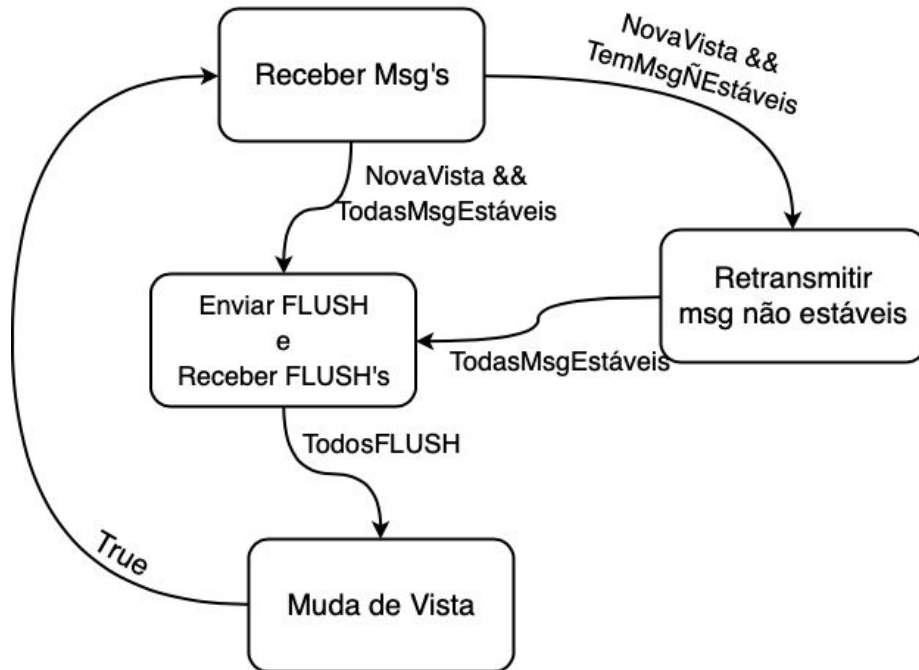 Receber Msg's
NovaVista &&
TemMsgÑEstáveis
NovaVista &&
TodasMsgEstáveis
Retransmitir
msg não estáveis
Enviar FLUSH
e
Receber FLUSH's
TodasMsgEstáveis
TodosFLUSH
True
Muda de Vista